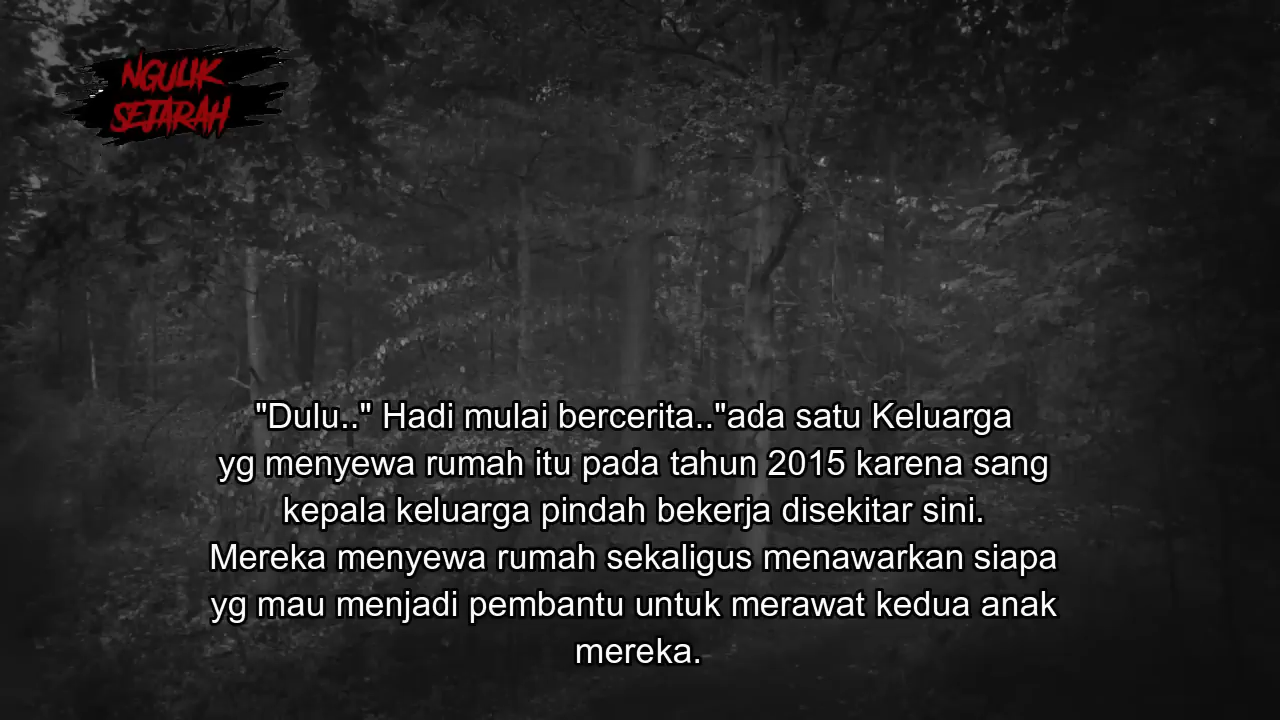 NGULIK
SEJARAH
"Dulu.." Hadi mulai bercerita.."ada satu Keluarga
yg menyewa rumah itu pada tahun 2015 karena sang
kepala keluarga pindah bekerja disekitar sini.
Mereka menyewa rumah sekaligus menawarkan siapa
yg mau menjadi pembantu untuk merawat kedua anak
mereka.